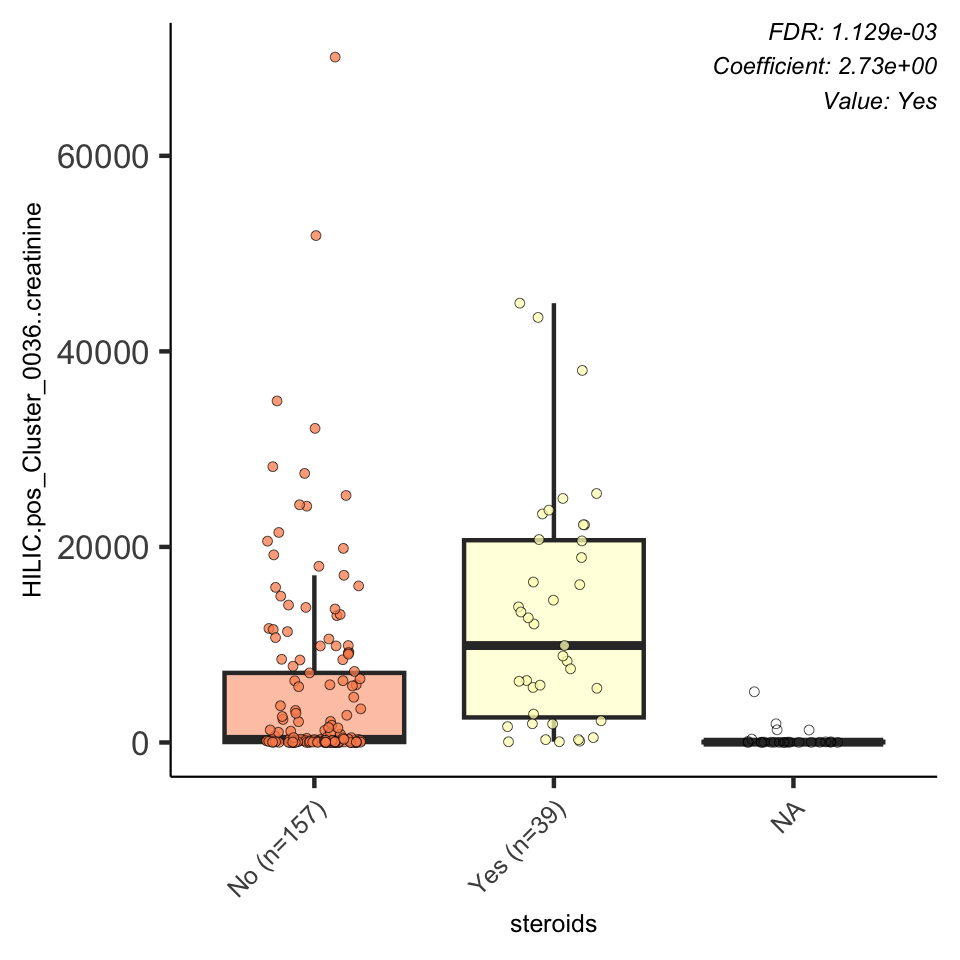 FDR: 1.129e-03
Coefficient: 2.73e+00
Value: Yes
HILIC.pos_Cluster_0036..creatinine
60000
40000
20000
0
No (n=157)
Yes (n=39)
NA
steroids